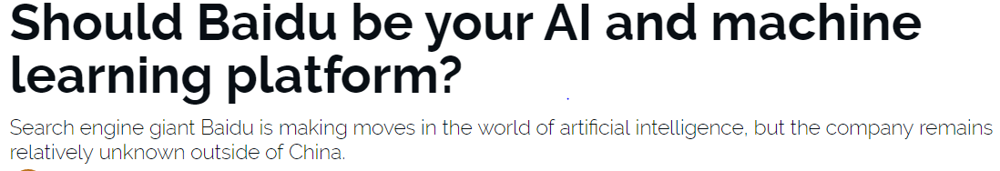 Should Baidu be your AI and machine
learning platform?
Search engine giant Baidu is making moves in the world of artificial intelligence, but the company remains
relatively unknown outside of China.